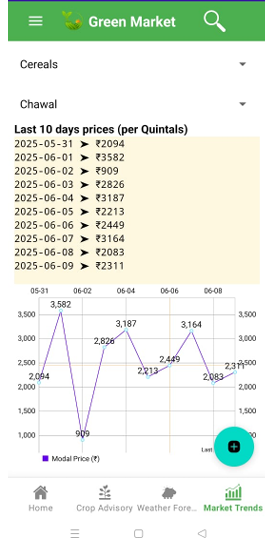 Green Market
Cereals
Chawal
Last 10 days prices (per Quintals)
2025-05-31 ➤ ₹2094
2025-06-01 ➤ ₹3582
2025-06-02 ➤ ₹909
2025-06-03 ➤ ₹2826
2025-06-04 ➤ ₹3187
2025-06-05 ➤ ₹2213
2025-06-06 ➤ ₹2449
2025-06-07 ➤ ₹3164
2025-06-08 ➤ ₹2083
2025-06-09 ➤ ₹2311
05-31 06-02 06-04 06-06 06-08
3,582
3,500 3,500
3,187 3,164
3,000 3,000
2,826
2,500 2,449 2,311 2,500
2,213
2,094 2,083
2,000 2,000
1,500 1,500
1,000 909 1,000
Last
Modal Price (₹)
Home Crop Advisory Weather Fore... Market Trends